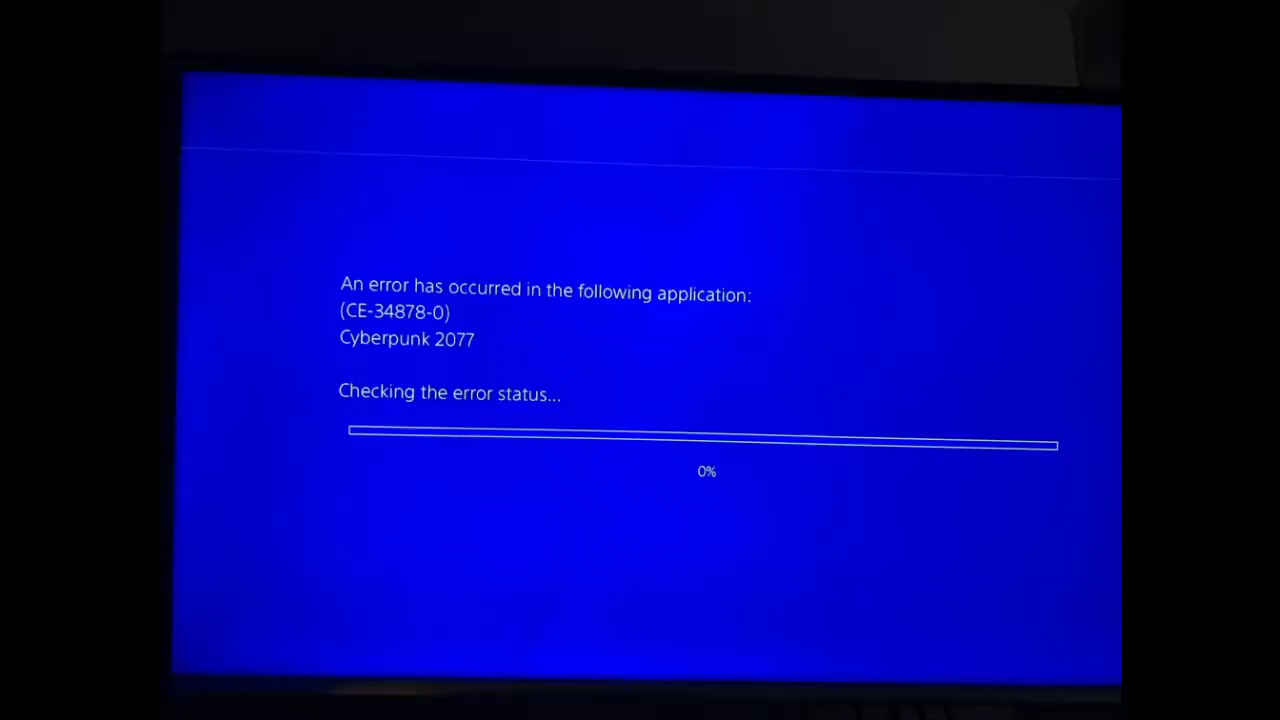 An error has occurred in the following application:
(CE-34878-0)
Cyberpunk 2077
Checking the error status...
0%